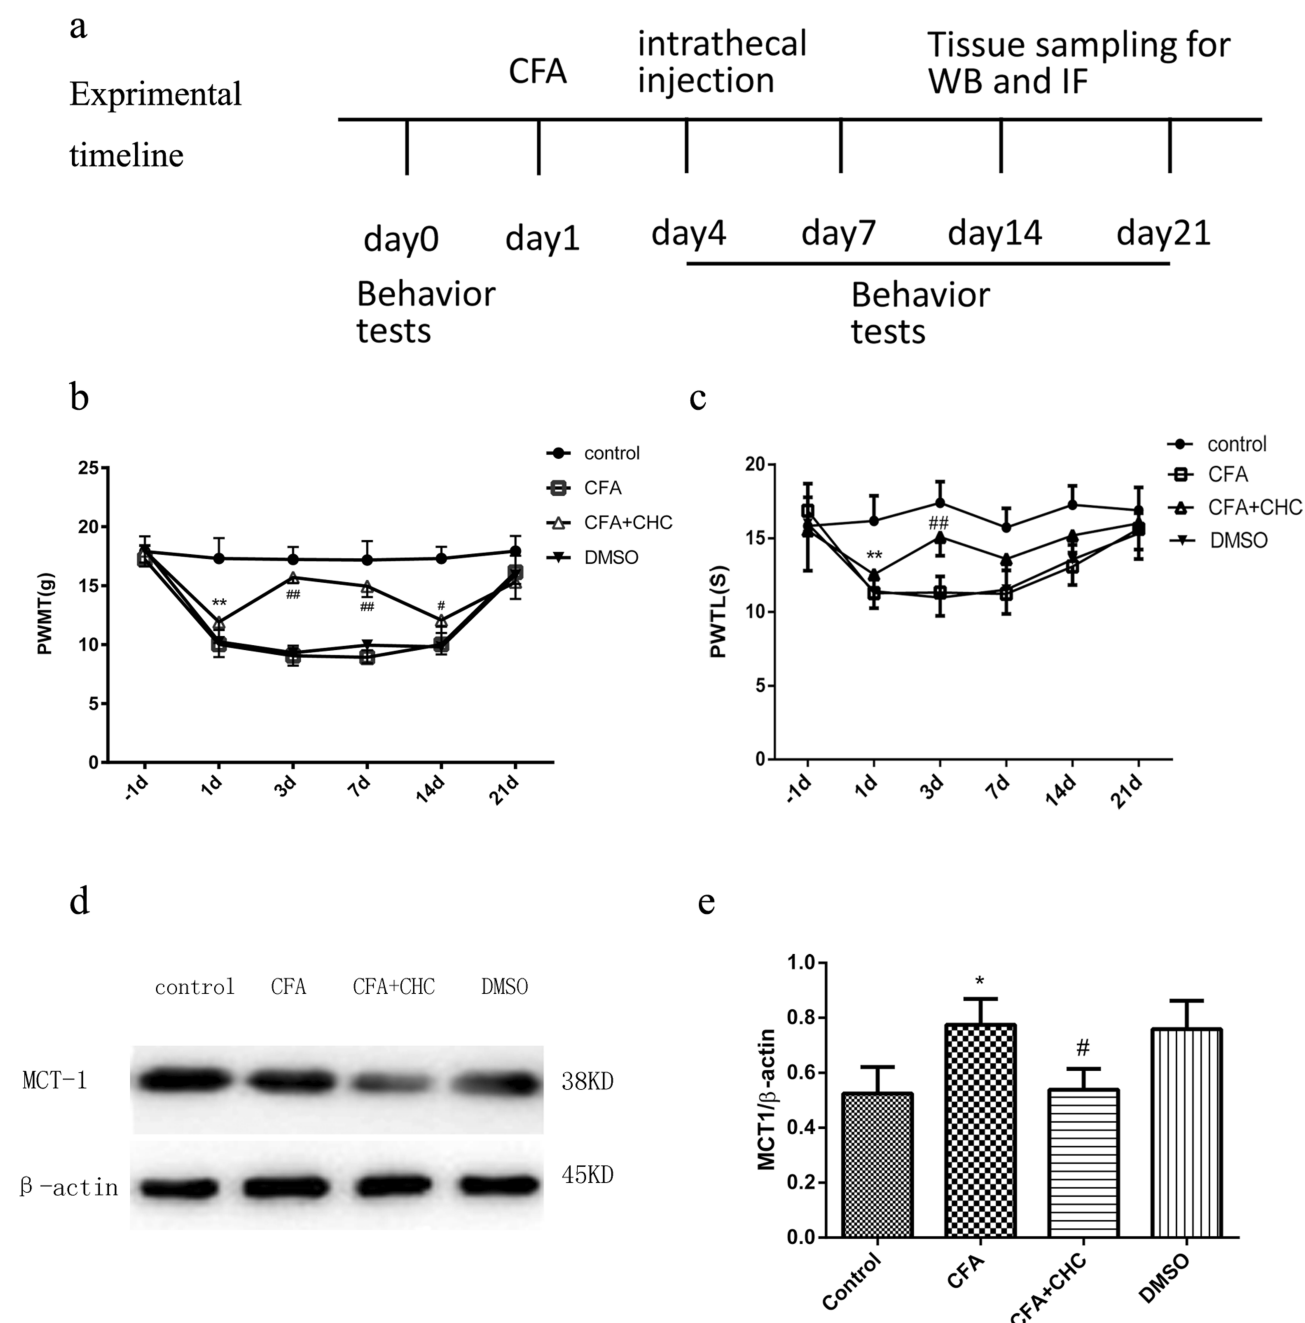 a
Exprimental
timeline
CFA
intrathecal
injection
Tissue sampling for
WB and IF
day0
day1
day4
day7
day14
day21
Behavior
tests
Behavior
tests
b
PWMT(g)
25
20
15
10
5
0
-1d
1d
3d
7d
14d
21d
**
##
##
#
control
CFA
CFA+CHC
DMSO
c
PWTL(S)
20
15
10
5
0
-1d
1d
3d
7d
14d
21d
**
##
control
CFA
CFA+CHC
DMSO
d
control CFA CFA+CHC DMSO
MCT-1
38KD
β-actin
45KD
e
MCT1/β-actin
1.0
0.8
0.6
0.4
0.2
0.0
*
#
Control
CFA
CFA+CHC
DMSO